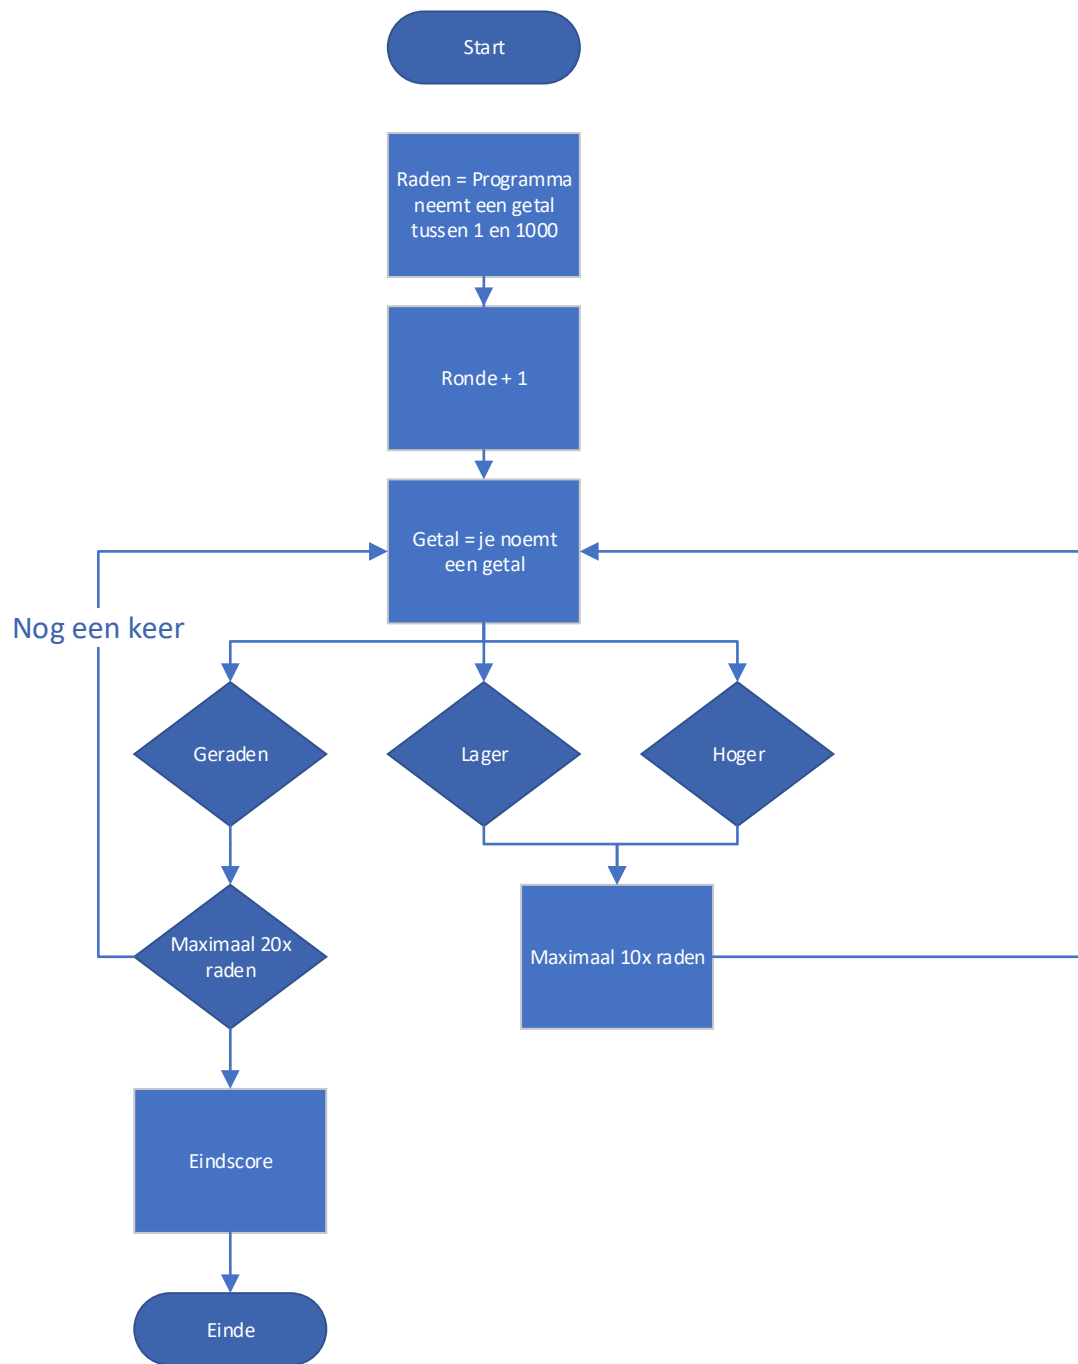 Start
Raden = Programma
neemt een getal
tussen 1 en 1000
Ronde + 1
Getal = je noemt
een getal
Nog een keer
Geraden
Lager
Hoger
Maximaal 20x
raden
Maximaal 10x raden
Eindscore
Einde